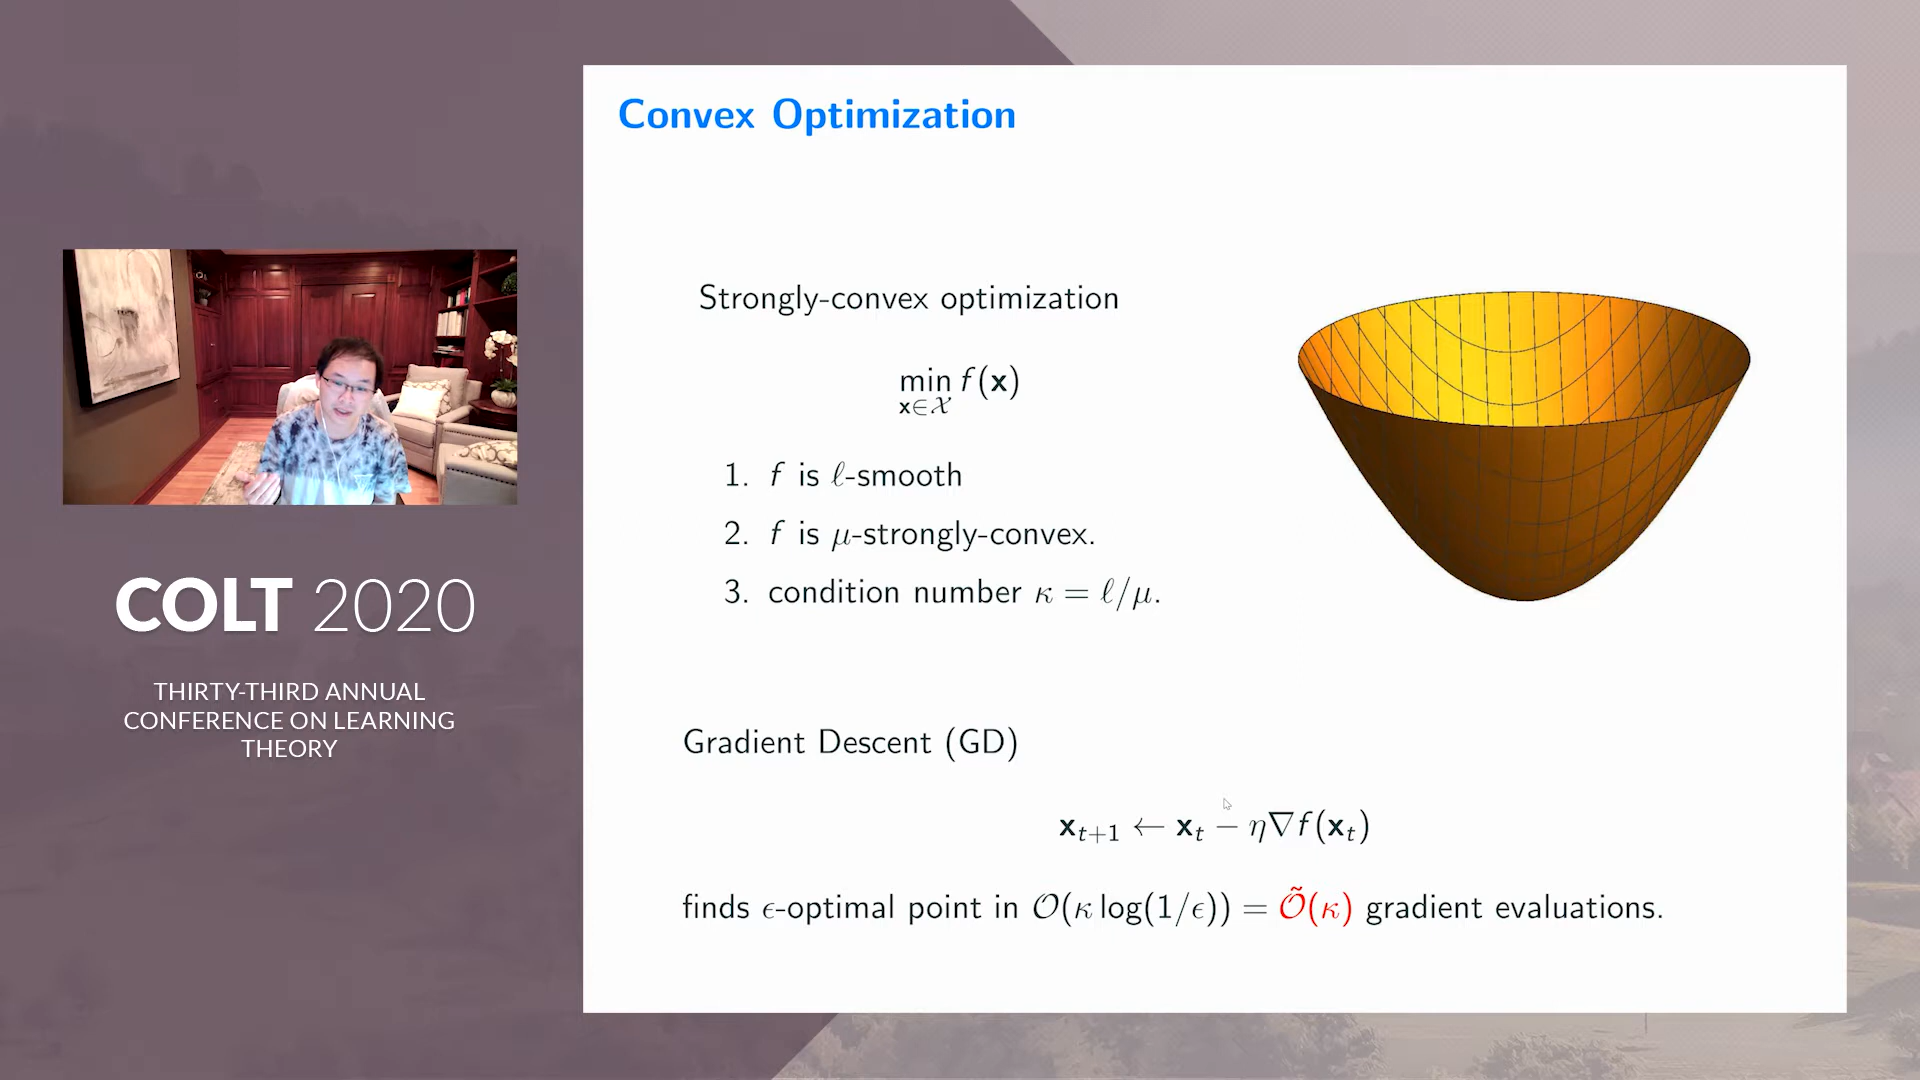 COLT 2020
THIRTY-THIRD ANNUAL
CONFERENCE ON LEARNING
THEORY
Convex Optimization
Strongly-convex optimization
min f(x)
x∈𝒳
1. f is ℓ-smooth
2. f is μ-strongly-convex.
3. condition number κ = ℓ/μ.
Gradient Descent (GD)
x_{t+1} ← x_t − η∇f(x_t)
finds ϵ-optimal point in 𝒪(κ log(1/ϵ)) = 𝒪̃(κ) gradient evaluations.